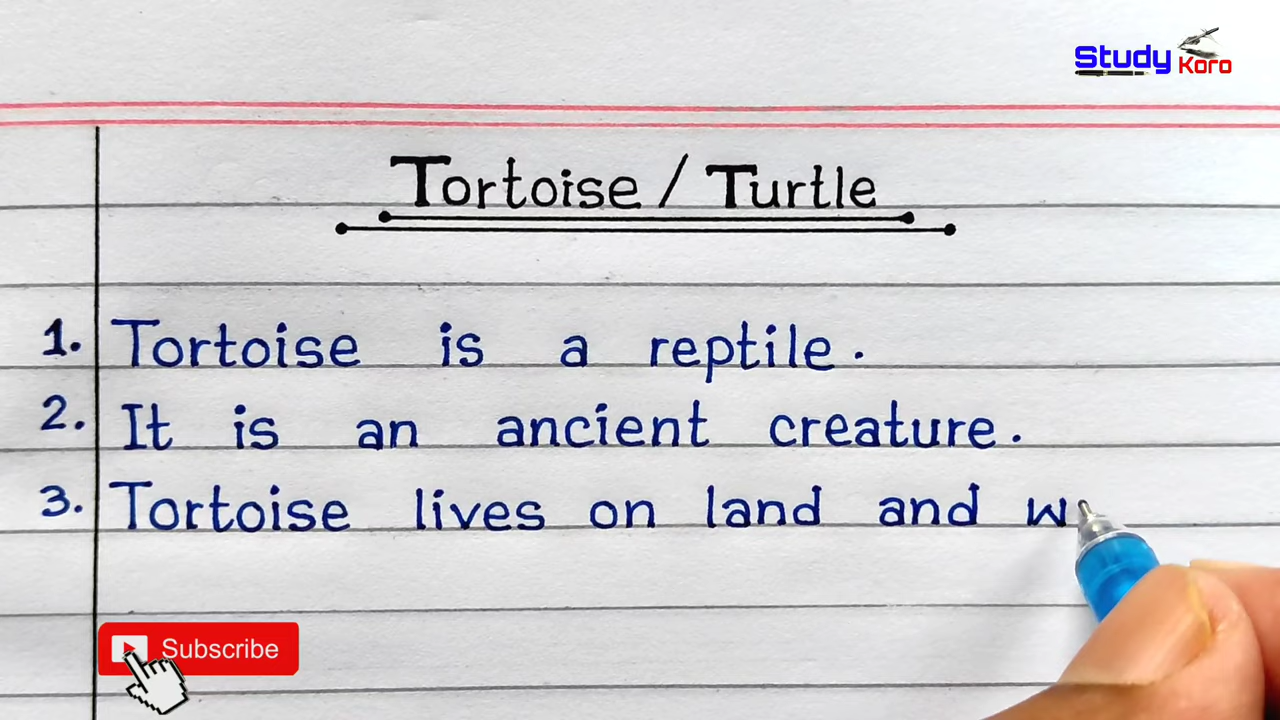 Study Koro
Tortoise / Turtle
1. Tortoise is a reptile.
2. It is an ancient creature.
3. Tortoise lives on land and w
Subscribe